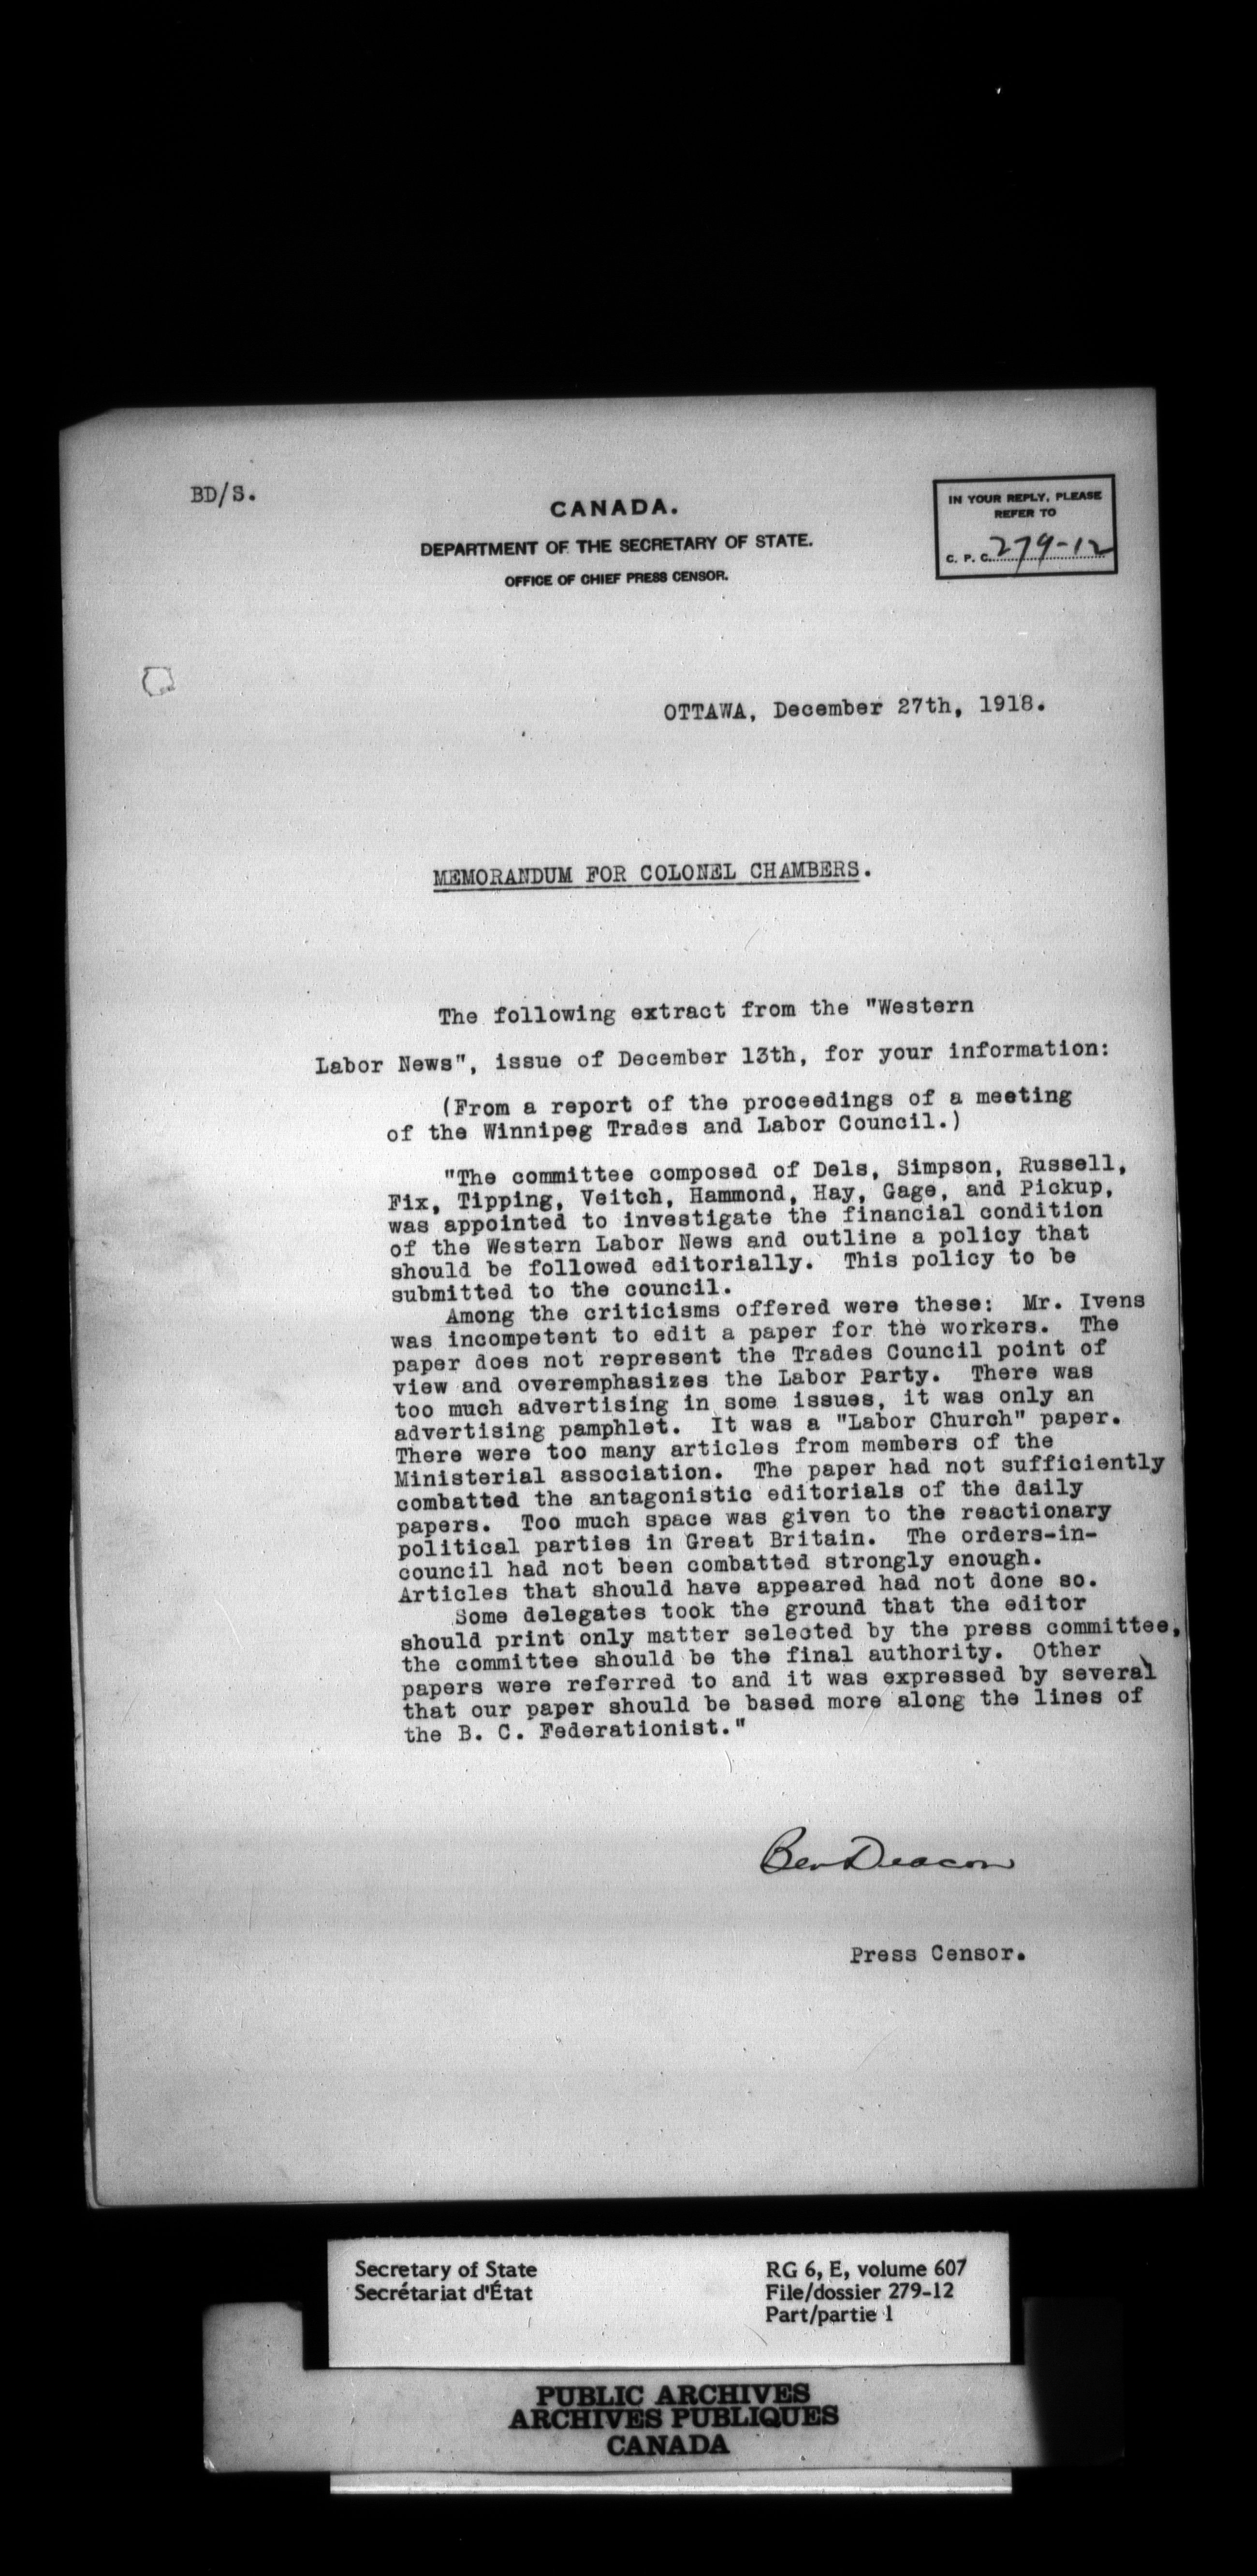 BD/S.
CANADA.
DEPARTMENT OF THE SECRETARY OF STATE.
OFFICE OF CHIEF PRESS CENSOR.
IN YOUR REPLY, PLEASE
REFER TO
C. P. C. 279-12
OTTAWA, December 27th, 1918.
MEMORANDUM FOR COLONEL CHAMBERS.
The following extract from the "Western
Labor News", issue of December 13th, for your information:
(From a report of the proceedings of a meeting
of the Winnipeg Trades and Labor Council.)
"The committee composed of Dels, Simpson, Russell,
Fix, Tipping, Veitch, Hammond, Hay, Gage, and Pickup,
was appointed to investigate the financial condition
of the Western Labor News and outline a policy that
should be followed editorially. This policy to be
submitted to the council.
Among the criticisms offered were these: Mr. Ivens
was incompetent to edit a paper for the workers. The
paper does not represent the Trades Council point of
view and overemphasizes the Labor Party. There was
too much advertising in some issues, it was only an
advertising pamphlet. It was a "Labor Church" paper.
There were too many articles from members of the
Ministerial association. The paper had not sufficiently
combatted the antagonistic editorials of the daily
papers. Too much space was given to the reactionary
political parties in Great Britain. The orders-in-
council had not been combatted strongly enough.
Articles that should have appeared had not done so.
Some delegates took the ground that the editor
should print only matter selected by the press committee,
the committee should be the final authority. Other
papers were referred to and it was expressed by several
that our paper should be based more along the lines of
the B. C. Federationist."
Ben Deacon
Press Censor.
Secretary of State
Secrétariat d'État
RG 6, E, volume 607
File/dossier 279-12
Part/partie 1
PUBLIC ARCHIVES
ARCHIVES PUBLIQUES
CANADA